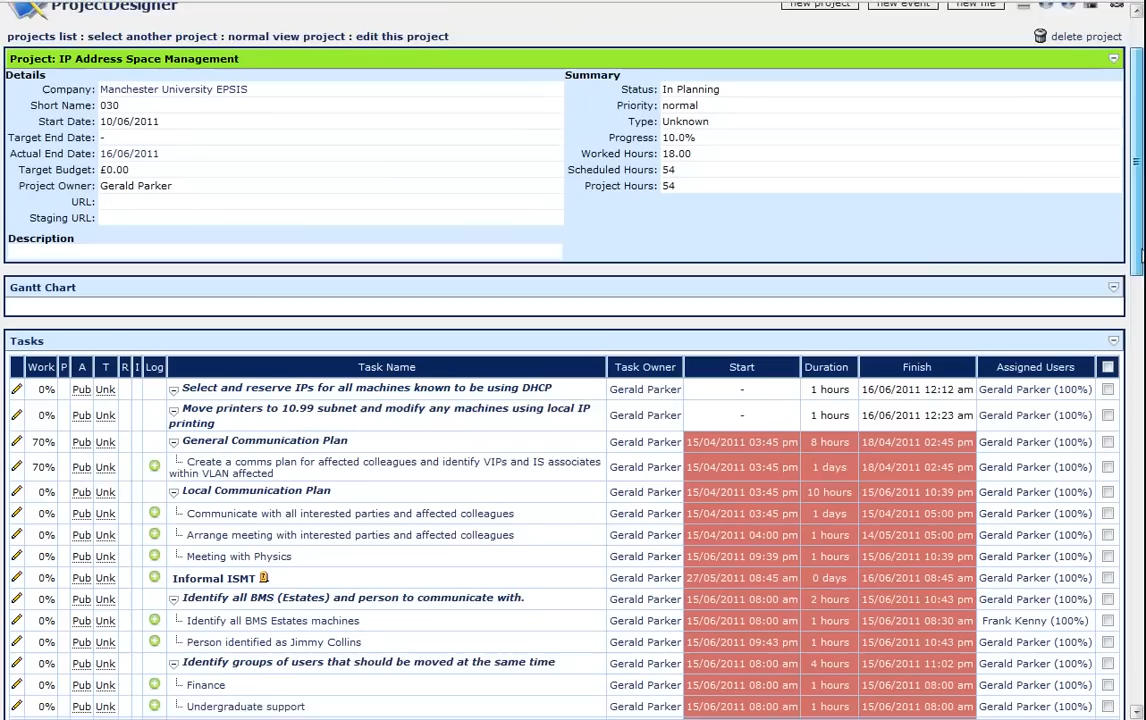 ProjectDesigner
new project new event new file
projects list : select another project : normal view project : edit this project
delete project
Project: IP Address Space Management
Details
Company: Manchester University EPSIS
Short Name: 030
Start Date: 10/06/2011
Target End Date: -
Actual End Date: 16/06/2011
Target Budget: £0.00
Project Owner: Gerald Parker
URL:
Staging URL:
Description
Summary
Status: In Planning
Priority: normal
Type: Unknown
Progress: 10.0%
Worked Hours: 18.00
Scheduled Hours: 54
Project Hours: 54
Gantt Chart
Tasks
Work P A T R I Log Task Name Task Owner Start Duration Finish Assigned Users
0% Pub Unk Select and reserve IPs for all machines known to be using DHCP Gerald Parker - 1 hours 16/06/2011 12:12 am Gerald Parker (100%)
0% Pub Unk Move printers to 10.99 subnet and modify any machines using local IP
printing Gerald Parker - 1 hours 16/06/2011 12:23 am Gerald Parker (100%)
70% Pub Unk General Communication Plan Gerald Parker 15/04/2011 03:45 pm 8 hours 18/04/2011 02:45 pm Gerald Parker (100%)
70% Pub Unk Create a comms plan for affected colleagues and identify VIPs and IS associates
within VLAN affected Gerald Parker 15/04/2011 03:45 pm 1 days 18/04/2011 02:45 pm Gerald Parker (100%)
0% Pub Unk Local Communication Plan Gerald Parker 15/04/2011 03:45 pm 10 hours 15/06/2011 10:39 pm Gerald Parker (100%)
0% Pub Unk Communicate with all interested parties and affected colleagues Gerald Parker 15/04/2011 03:45 pm 1 days 15/04/2011 05:00 pm Gerald Parker (100%)
0% Pub Unk Arrange meeting with interested parties and affected colleagues Gerald Parker 15/04/2011 04:00 pm 1 hours 14/05/2011 05:00 pm Gerald Parker (100%)
0% Pub Unk Meeting with Physics Gerald Parker 15/06/2011 09:39 pm 1 hours 15/06/2011 10:39 pm Gerald Parker (100%)
0% Pub Unk Informal ISMT Gerald Parker 27/05/2011 08:45 am 0 days 16/06/2011 08:45 am Gerald Parker (100%)
0% Pub Unk Identify all BMS (Estates) and person to communicate with. Gerald Parker 15/06/2011 08:00 am 2 hours 15/06/2011 10:43 pm Gerald Parker (100%)
0% Pub Unk Identify all BMS Estates machines Gerald Parker 15/06/2011 08:00 am 1 hours 15/06/2011 08:30 am Frank Kenny (100%)
0% Pub Unk Person identified as Jimmy Collins Gerald Parker 15/06/2011 09:43 pm 1 hours 15/06/2011 10:43 pm Gerald Parker (100%)
0% Pub Unk Identify groups of users that should be moved at the same time Gerald Parker 15/06/2011 08:00 am 4 hours 15/06/2011 11:02 pm Gerald Parker (100%)
0% Pub Unk Finance Gerald Parker 15/06/2011 08:00 am 1 hours 15/06/2011 08:00 am Gerald Parker (100%)
0% Pub Unk Undergraduate support Gerald Parker 15/06/2011 08:00 am 1 hours 15/06/2011 08:00 am Gerald Parker (100%)